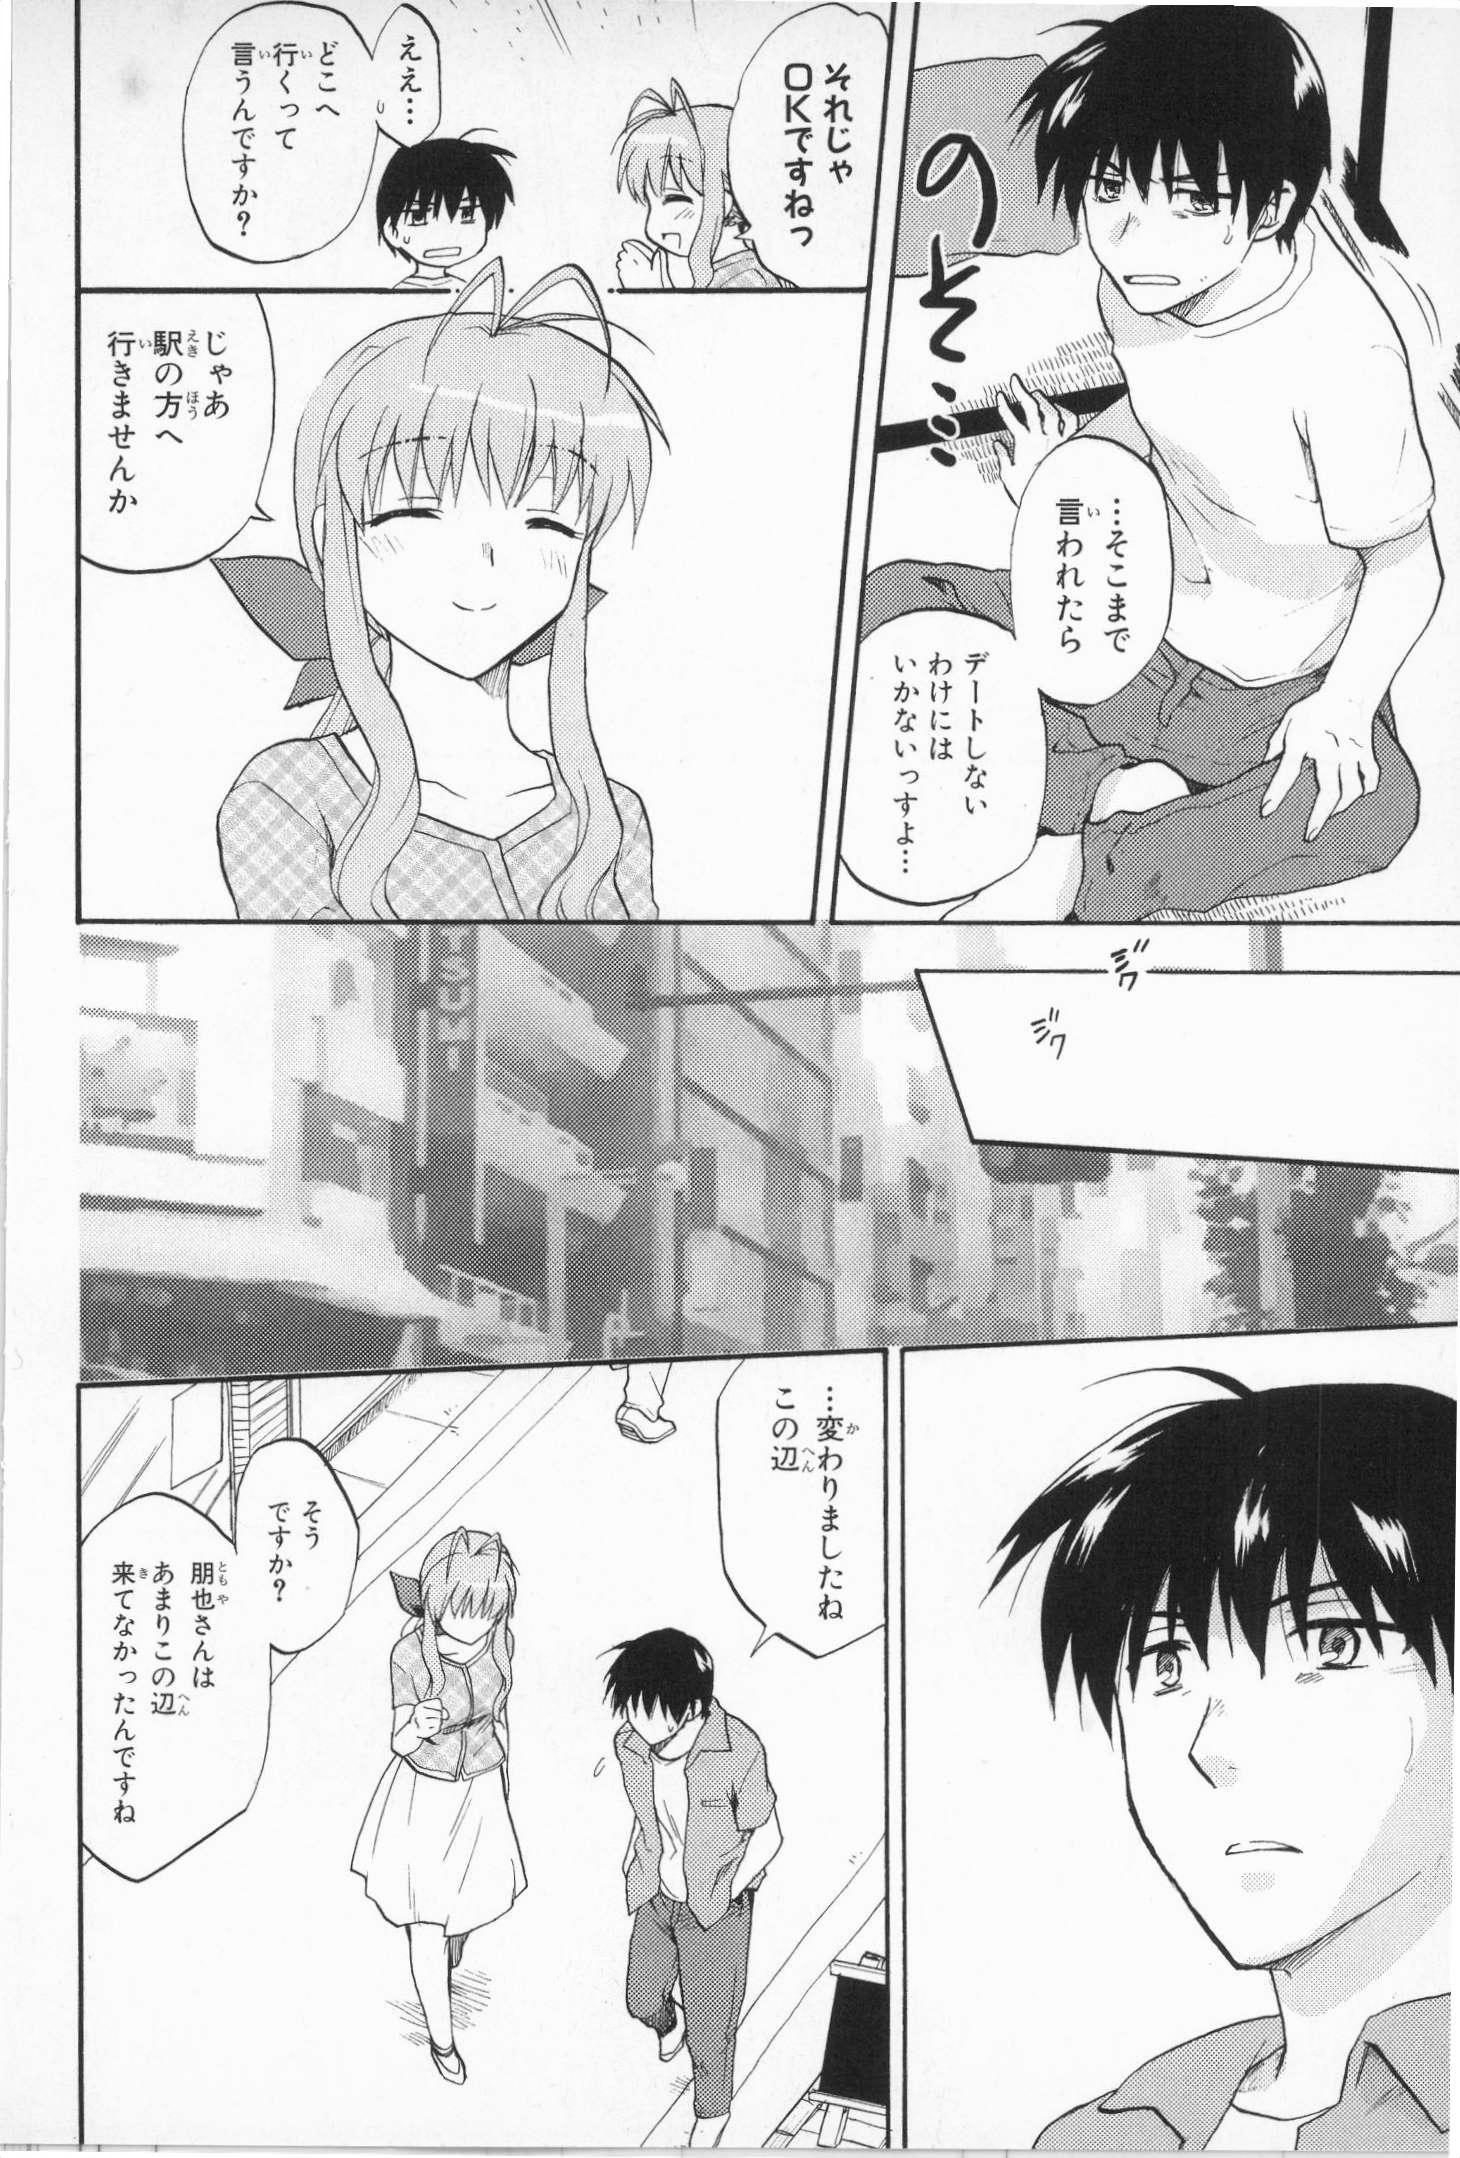 のそ…
…そこまで
言われたら
デートしない
わけには
いかないっすよ…
それじゃ
OKですねっ
ええ…
どこへ
行くって
言うんですか？
じゃあ
駅の方へ
行きませんか
ジワ
ジワ
TSUMI
…変わりましたね
この辺
そう
ですか？
朋也さんは
あまりこの辺
来てなかったんですね